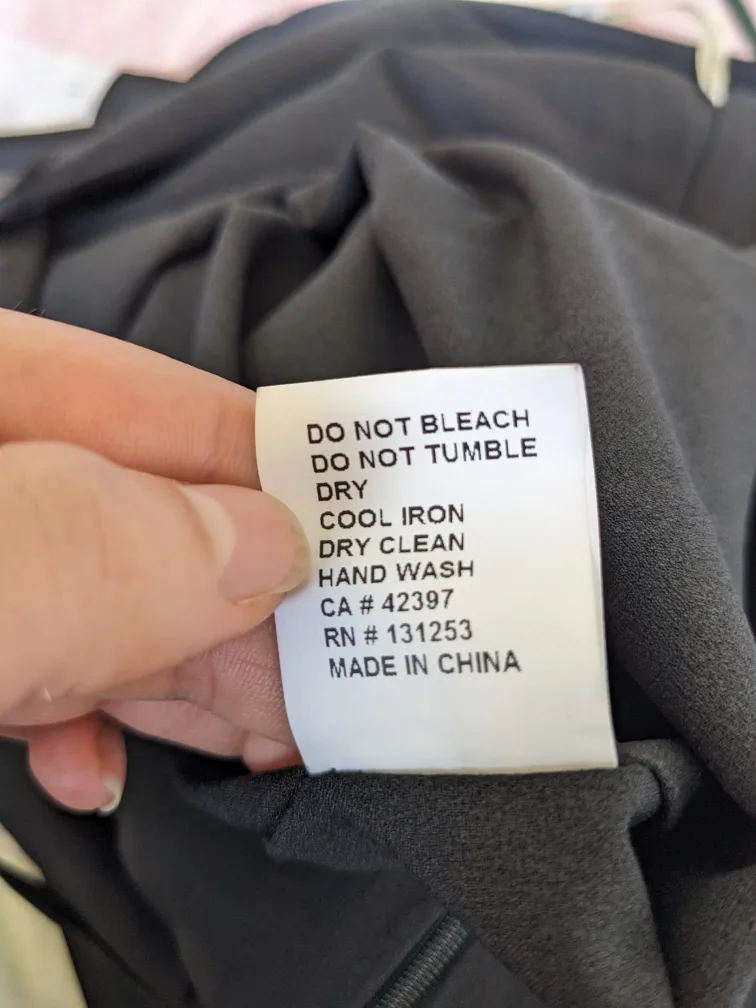 DO NOT BLEACH
DO NOT TUMBLE
DRY
COOL IRON
DRY CLEAN
HAND WASH
CA # 42397
RN # 131253
MADE IN CHINA